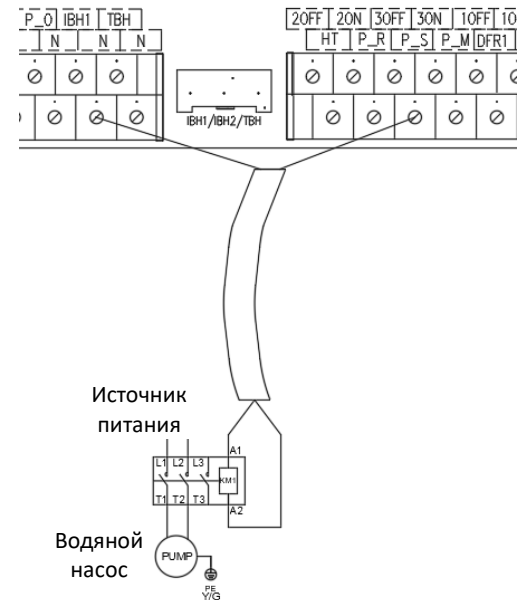 P_0 IBH1 TBH
N N N
2OFF 2ON 3OFF 3ON 1OFF 1O
HT P_R P_S P_M DFR1
IBH1/IBH2/TBH
Источник
питания
L1 L2 L3 A1
KM1
T1 T2 T3 A2
Водяной
насос
PUMP
PE
Y/G